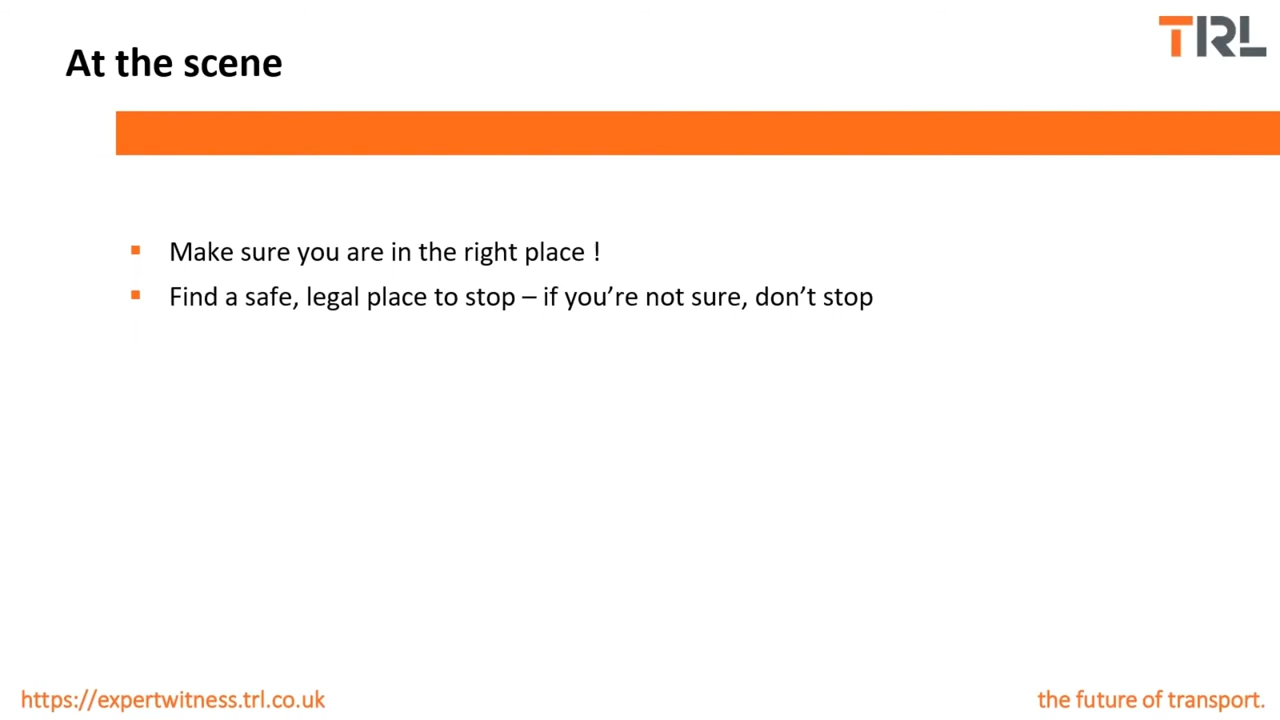 TRL
At the scene
Make sure you are in the right place !
Find a safe, legal place to stop – if you’re not sure, don’t stop
https://expertwitness.trl.co.uk
the future of transport.